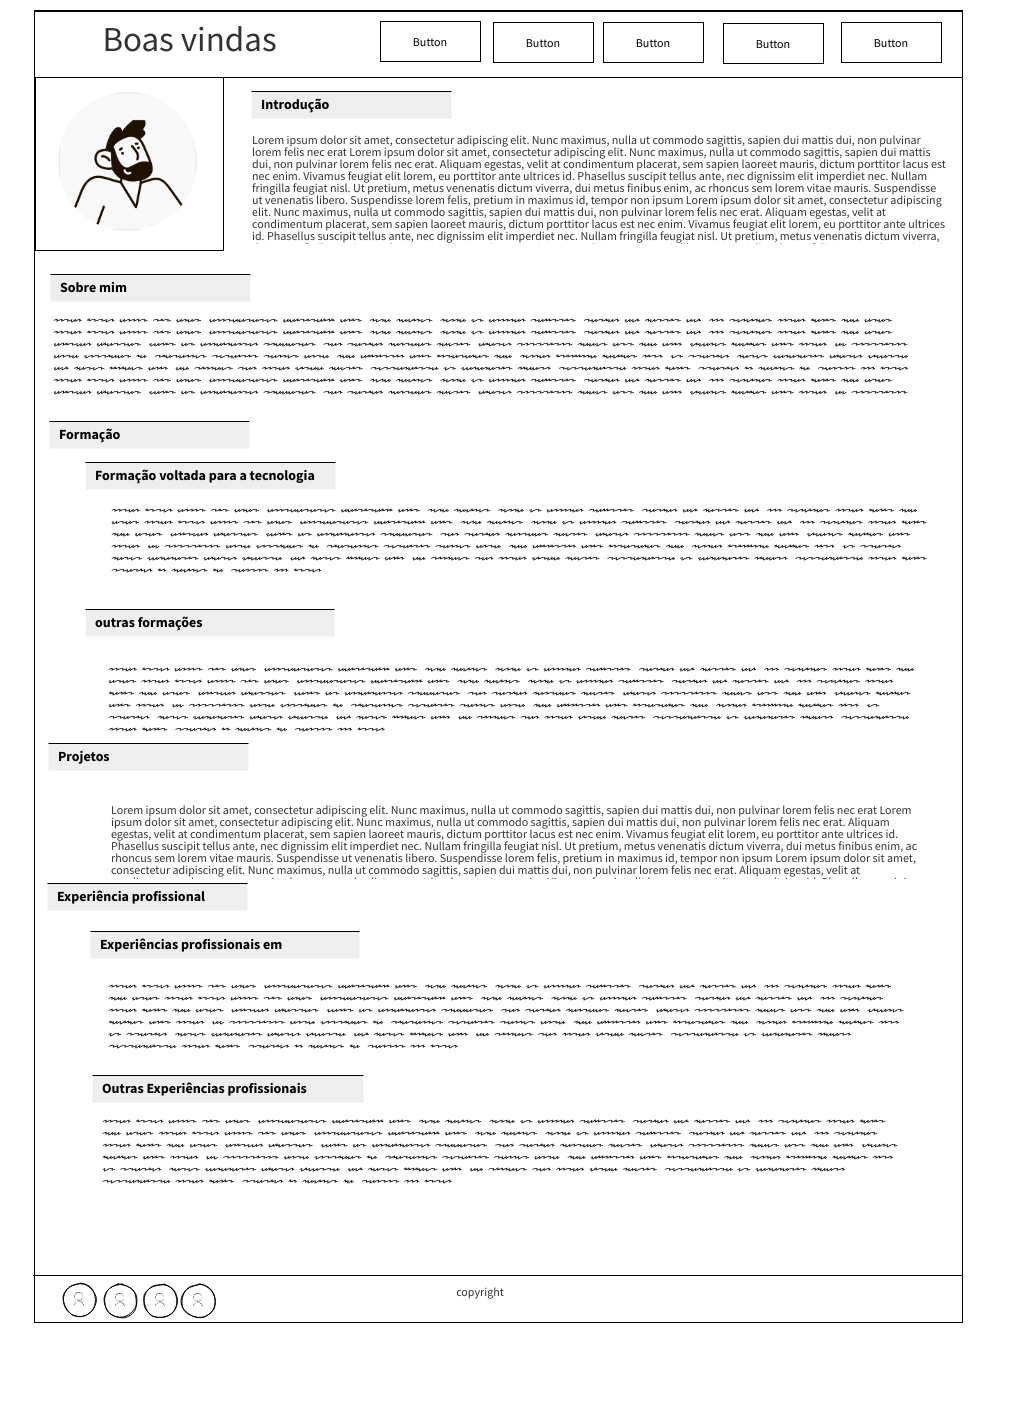 Boas vindas
Button
Button
Button
Button
Button
Introdução
Lorem ipsum dolor sit amet, consectetur adipiscing elit. Nunc maximus, nulla ut commodo sagittis, sapien dui mattis dui, non pulvinar
lorem felis nec erat Lorem ipsum dolor sit amet, consectetur adipiscing elit. Nunc maximus, nulla ut commodo sagittis, sapien dui mattis
dui, non pulvinar lorem felis nec erat. Aliquam egestas, velit at condimentum placerat, sem sapien laoreet mauris, dictum porttitor lacus est
nec enim. Vivamus feugiat elit lorem, eu porttitor ante ultrices id. Phasellus suscipit tellus ante, nec dignissim elit imperdiet nec. Nullam
fringilla feugiat nisl. Ut pretium, metus venenatis dictum viverra, dui metus finibus enim, ac rhoncus sem lorem vitae mauris. Suspendisse
ut venenatis libero. Suspendisse lorem felis, pretium in maximus id, tempor non ipsum Lorem ipsum dolor sit amet, consectetur adipiscing
elit. Nunc maximus, nulla ut commodo sagittis, sapien dui mattis dui, non pulvinar lorem felis nec erat. Aliquam egestas, velit at
condimentum placerat, sem sapien laoreet mauris, dictum porttitor lacus est nec enim. Vivamus feugiat elit lorem, eu porttitor ante ultrices
id. Phasellus suscipit tellus ante, nec dignissim elit imperdiet nec. Nullam fringilla feugiat nisl. Ut pretium, metus venenatis dictum viverra,
Sobre mim
Formação
Formação voltada para a tecnologia
outras formações
Projetos
Lorem ipsum dolor sit amet, consectetur adipiscing elit. Nunc maximus, nulla ut commodo sagittis, sapien dui mattis dui, non pulvinar lorem felis nec erat Lorem
ipsum dolor sit amet, consectetur adipiscing elit. Nunc maximus, nulla ut commodo sagittis, sapien dui mattis dui, non pulvinar lorem felis nec erat. Aliquam
egestas, velit at condimentum placerat, sem sapien laoreet mauris, dictum porttitor lacus est nec enim. Vivamus feugiat elit lorem, eu porttitor ante ultrices id.
Phasellus suscipit tellus ante, nec dignissim elit imperdiet nec. Nullam fringilla feugiat nisl. Ut pretium, metus venenatis dictum viverra, dui metus finibus enim, ac
rhoncus sem lorem vitae mauris. Suspendisse ut venenatis libero. Suspendisse lorem felis, pretium in maximus id, tempor non ipsum Lorem ipsum dolor sit amet,
consectetur adipiscing elit. Nunc maximus, nulla ut commodo sagittis, sapien dui mattis dui, non pulvinar lorem felis nec erat. Aliquam egestas, velit at
Experiência profissional
Experiências profissionais em
Outras Experiências profissionais
copyright